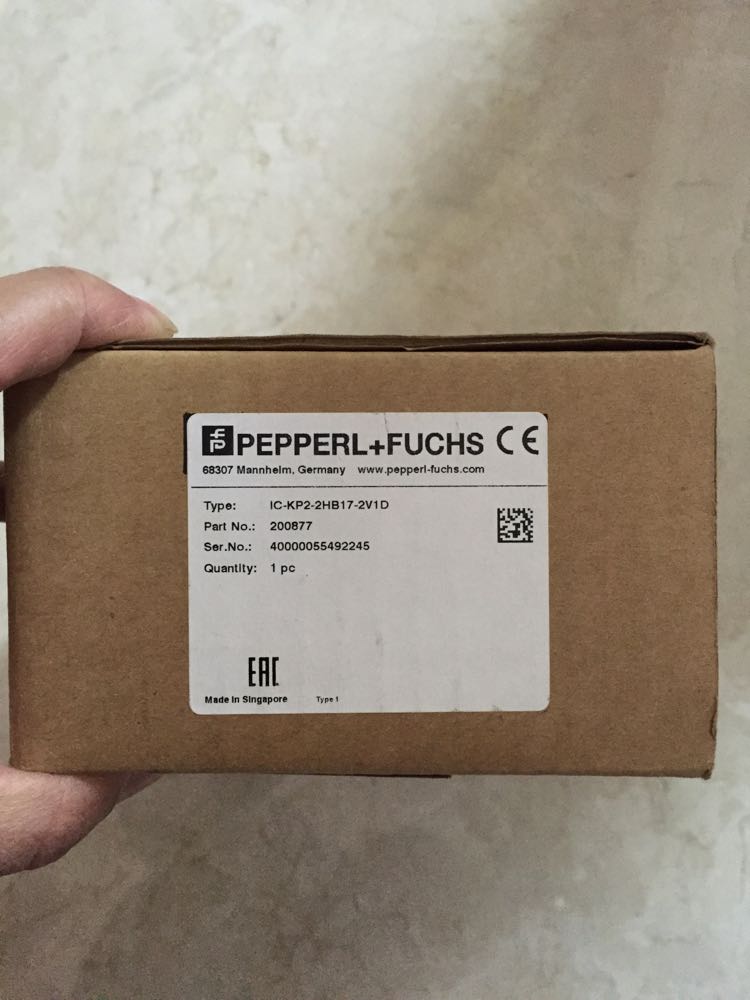 PEPPERL+FUCHS CE
68307 Mannheim, Germany www.pepperl-fuchs.com
Type: IC-KP2-2HB17-2V1D
Part No.: 200877
Ser.No.: 40000055492245
Quantity: 1 pc
EAC
Made in Singapore Type 1